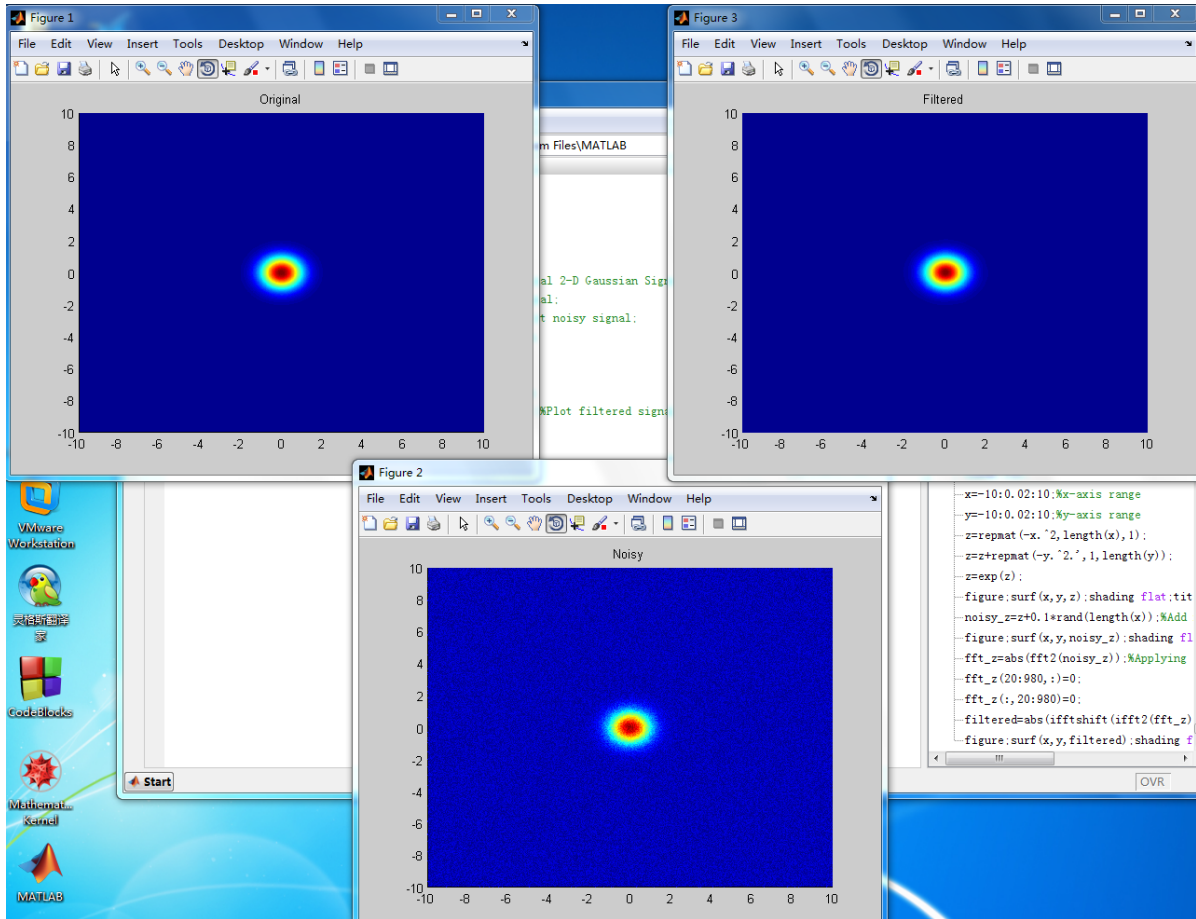 Figure 1
File Edit View Insert Tools Desktop Window Help
Original
10
8
6
4
2
0
-2
-4
-6
-8
-10
-10 -8 -6 -4 -2 0 2 4 6 8 10
Figure 3
File Edit View Insert Tools Desktop Window Help
Filtered
10
8
6
4
2
0
-2
-4
-6
-8
-10
-10 -8 -6 -4 -2 0 2 4 6 8 10
m Files\MATLAB
al 2-D Gaussian Sign
al;
t noisy signal;
%Plot filtered signa
Figure 2
File Edit View Insert Tools Desktop Window Help
Noisy
10
8
6
4
2
0
-2
-4
-6
-8
-10
-10 -8 -6 -4 -2 0 2 4 6 8 10
x=-10:0.02:10;%x-axis range
y=-10:0.02:10;%y-axis range
z=repmat(-x.^2,length(x),1);
z=z+repmat(-y.^2.',1,length(y));
z=exp(z);
figure;surf(x,y,z);shading flat;tit
noisy_z=z+0.1*rand(length(x));%Add
figure;surf(x,y,noisy_z);shading fl
fft_z=abs(fft2(noisy_z));%Applying
fft_z(20:980,:)=0;
fft_z(:,20:980)=0;
filtered=abs(ifftshift(ifft2(fft_z)
figure;surf(x,y,filtered);shading f
OVR
Start
VMware
Workstation
灵格斯翻译
家
CodeBlocks
Mathemat...
Kernel
MATLAB